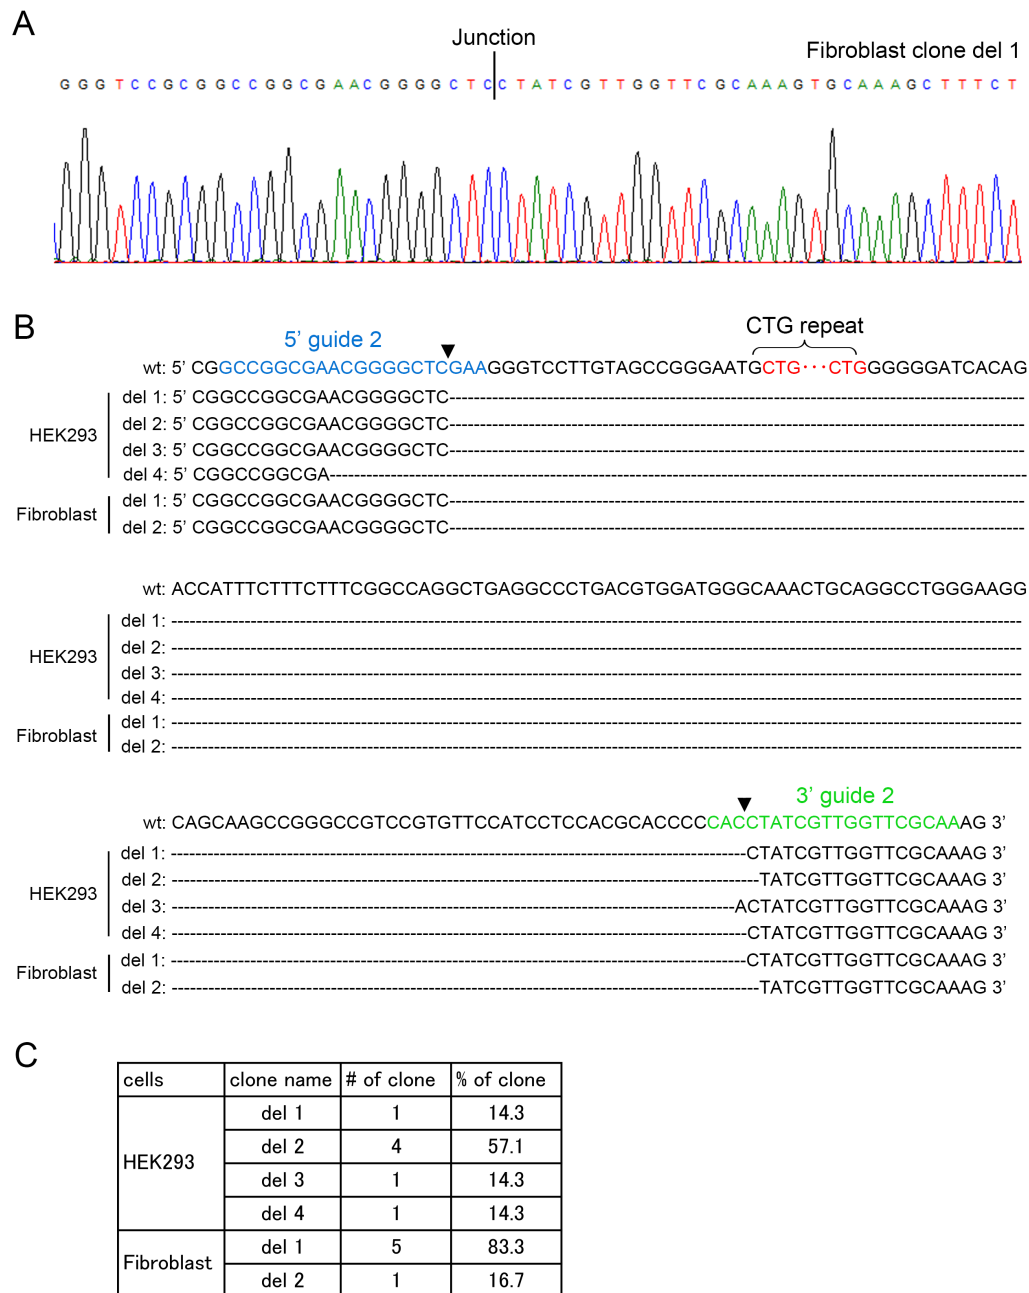 A
Junction
Fibroblast clone del 1
G G G T C C G C G G C C G G C G A A C G G G G C T C C T A T C G T T G G T T C G C A A A G T G C A A A G C T T T C T
B
5' guide 2
CTG repeat
wt: 5' CGGCCGGCGAACGGGGCTCGAAGGGTCCTTGTAGCCGGGAATGCTG···CTGGGGGGATCACAG
HEK293
del 1: 5' CGGCCGGCGAACGGGGCTC
del 2: 5' CGGCCGGCGAACGGGGCTC
del 3: 5' CGGCCGGCGAACGGGGCTC
del 4: 5' CGGCCGGCGA
Fibroblast
del 1: 5' CGGCCGGCGAACGGGGCTC
del 2: 5' CGGCCGGCGAACGGGGCTC
wt: ACCATTTCTTTCTTTCGGCCAGGCTGAGGCCCTGACGTGGATGGGCAAACTGCAGGCCTGGGAAGG
HEK293
del 1:
del 2:
del 3:
del 4:
Fibroblast
del 1:
del 2:
3' guide 2
wt: CAGCAAGCCGGGCCGTCCGTGTTCCATCCTCCACGCACCCCCACCTATCGTTGGTTCGCAAAG 3'
HEK293
del 1: CTATCGTTGGTTCGCAAAG 3'
del 2: TATCGTTGGTTCGCAAAG 3'
del 3: ACTATCGTTGGTTCGCAAAG 3'
del 4: CTATCGTTGGTTCGCAAAG 3'
Fibroblast
del 1: CTATCGTTGGTTCGCAAAG 3'
del 2: TATCGTTGGTTCGCAAAG 3'
C
cells clone name # of clone % of clone
HEK293
del 1 1 14.3
del 2 4 57.1
del 3 1 14.3
del 4 1 14.3
Fibroblast
del 1 5 83.3
del 2 1 16.7